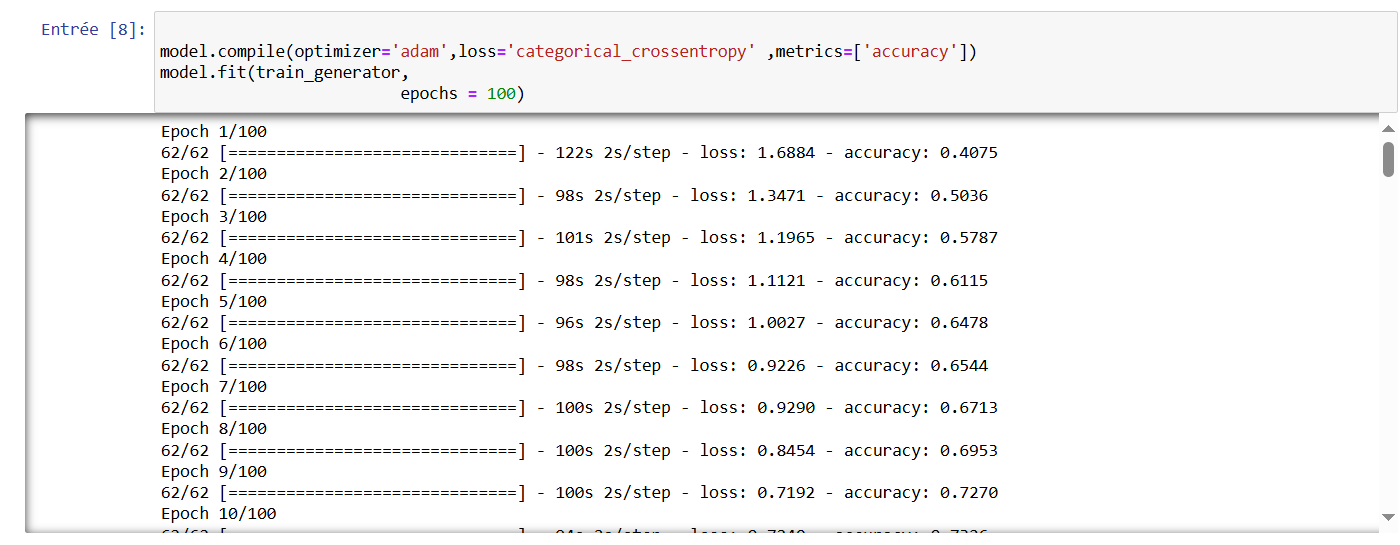 Entrée [8]:
model.compile(optimizer='adam',loss='categorical_crossentropy' ,metrics=['accuracy'])
model.fit(train_generator,
epochs = 100)
Epoch 1/100
62/62 [==============================] - 122s 2s/step - loss: 1.6884 - accuracy: 0.4075
Epoch 2/100
62/62 [==============================] - 98s 2s/step - loss: 1.3471 - accuracy: 0.5036
Epoch 3/100
62/62 [==============================] - 101s 2s/step - loss: 1.1965 - accuracy: 0.5787
Epoch 4/100
62/62 [==============================] - 98s 2s/step - loss: 1.1121 - accuracy: 0.6115
Epoch 5/100
62/62 [==============================] - 96s 2s/step - loss: 1.0027 - accuracy: 0.6478
Epoch 6/100
62/62 [==============================] - 98s 2s/step - loss: 0.9226 - accuracy: 0.6544
Epoch 7/100
62/62 [==============================] - 100s 2s/step - loss: 0.9290 - accuracy: 0.6713
Epoch 8/100
62/62 [==============================] - 100s 2s/step - loss: 0.8454 - accuracy: 0.6953
Epoch 9/100
62/62 [==============================] - 100s 2s/step - loss: 0.7192 - accuracy: 0.7270
Epoch 10/100